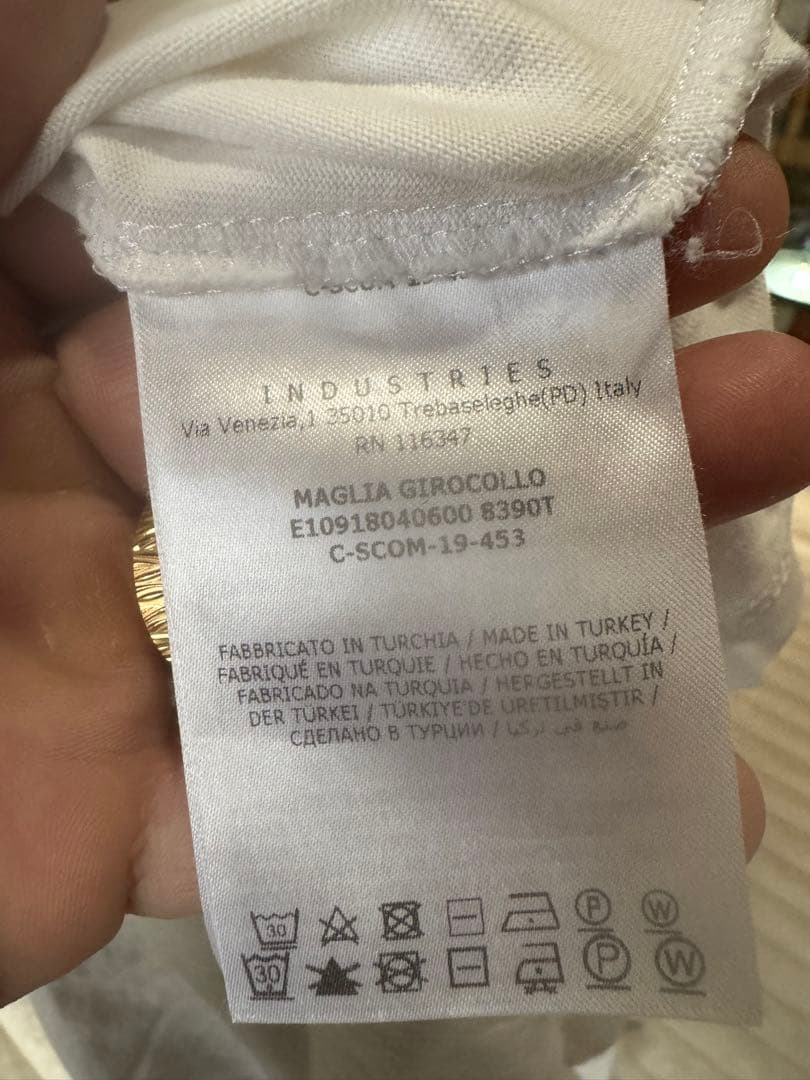 INDUSTRIES
Via Venezia,1 35010 Trebaseleghe(PD) Italy
RN 116347
MAGLIA GIROCOLLO
E10918040600 8390T
C-SCOM-19-453
FABBRICATO IN TURCHIA / MADE IN TURKEY /
FABRIQUÉ EN TURQUIE / HECHO EN TURQUÍA /
FABRICADO NA TURQUIA / HERGESTELLT IN
DER TÜRKEI / TÜRKIYE'DE ÜRETILMISTIR /
СДЕЛАНО В ТУРЦИИ / صنع في تركيا
30 P W
30 P W